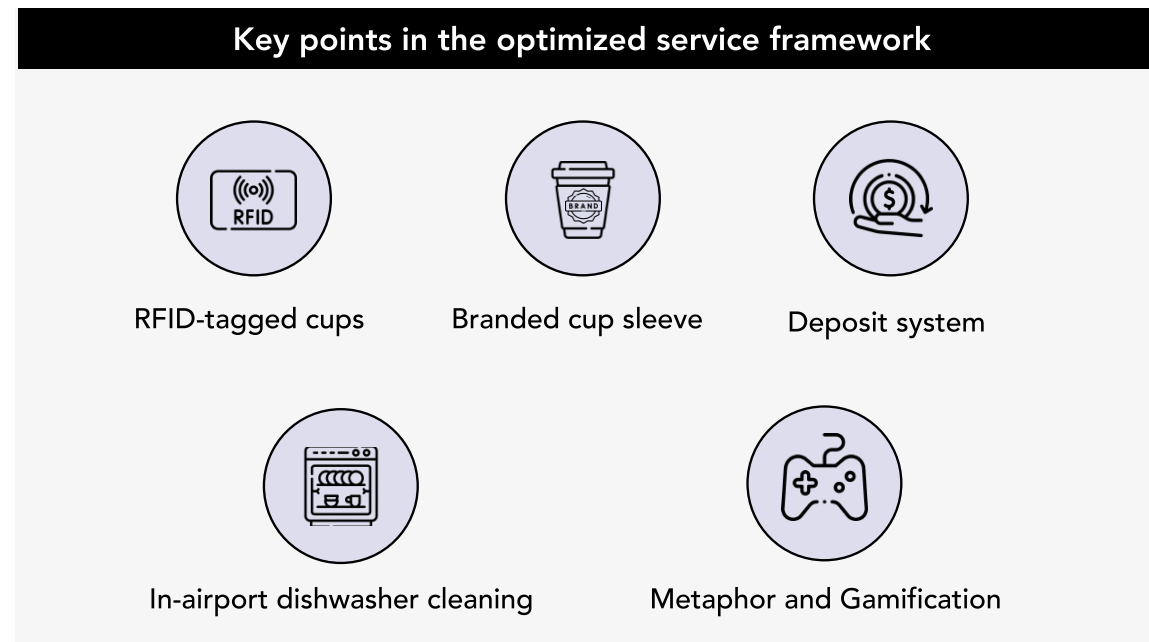 Key points in the optimized service framework
RFID
BRAND
$
RFID-tagged cups
Branded cup sleeve
Deposit system
In-airport dishwasher cleaning
Metaphor and Gamification